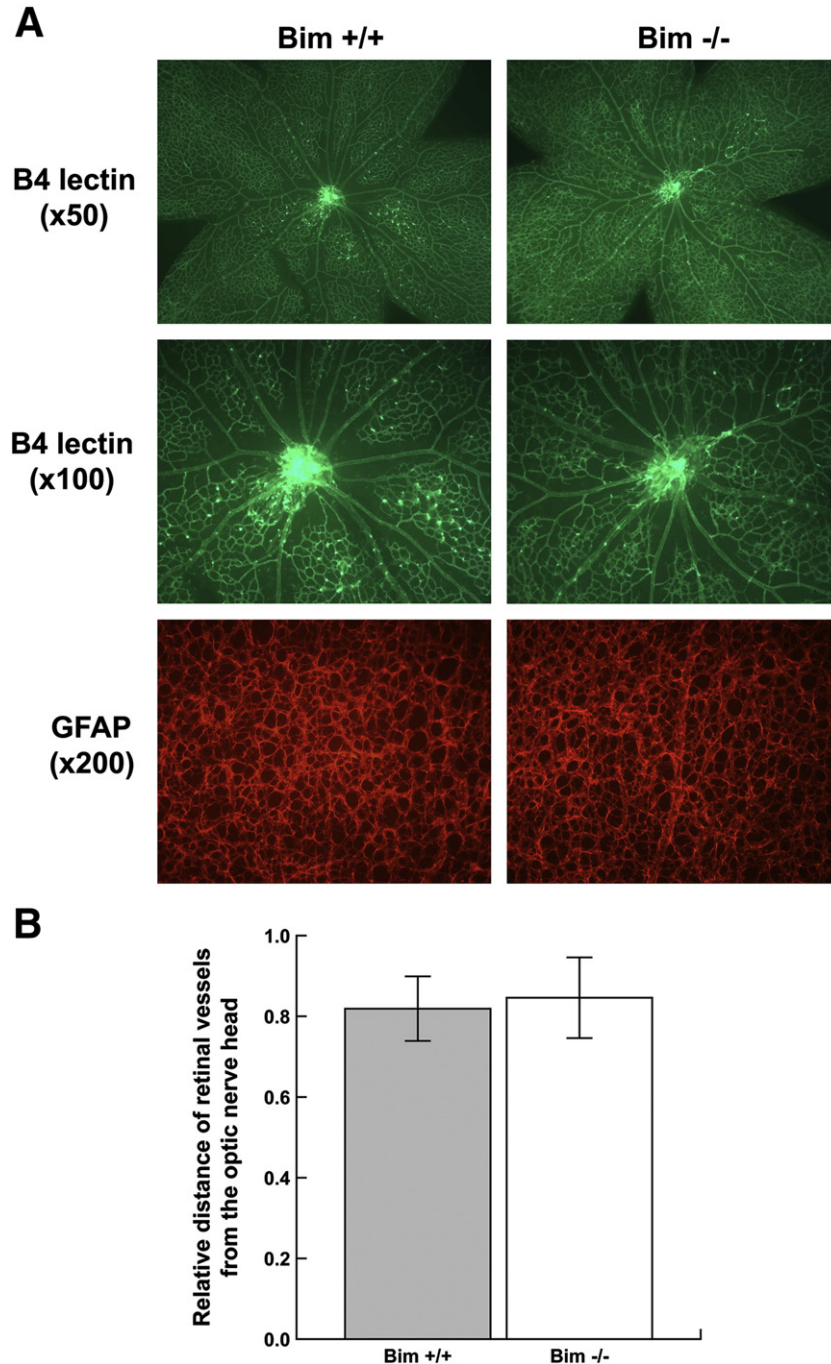 A
Bim +/+
Bim -/-
B4 lectin
(x50)
B4 lectin
(x100)
GFAP
(x200)
B
Relative distance of retinal vessels
from the optic nerve head
1.0
0.8
0.6
0.4
0.2
0.0
Bim +/+
Bim -/-